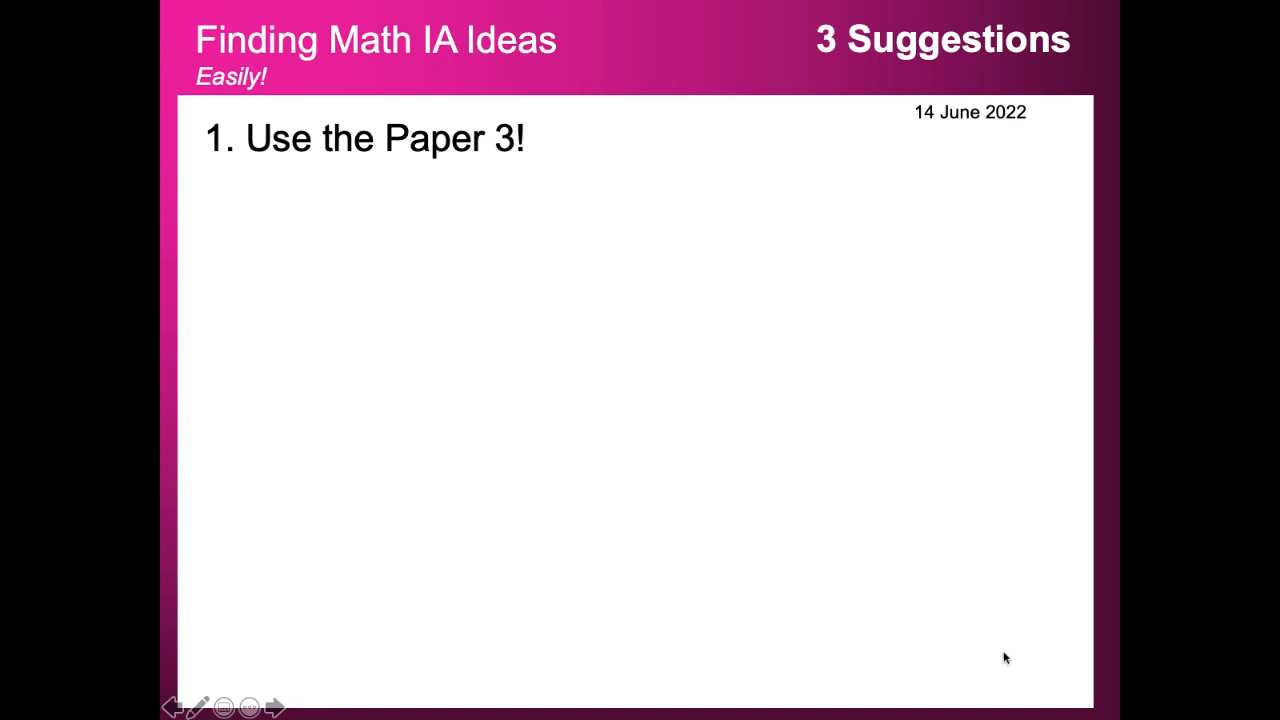 Finding Math IA Ideas
3 Suggestions
Easily!
14 June 2022
1. Use the Paper 3!